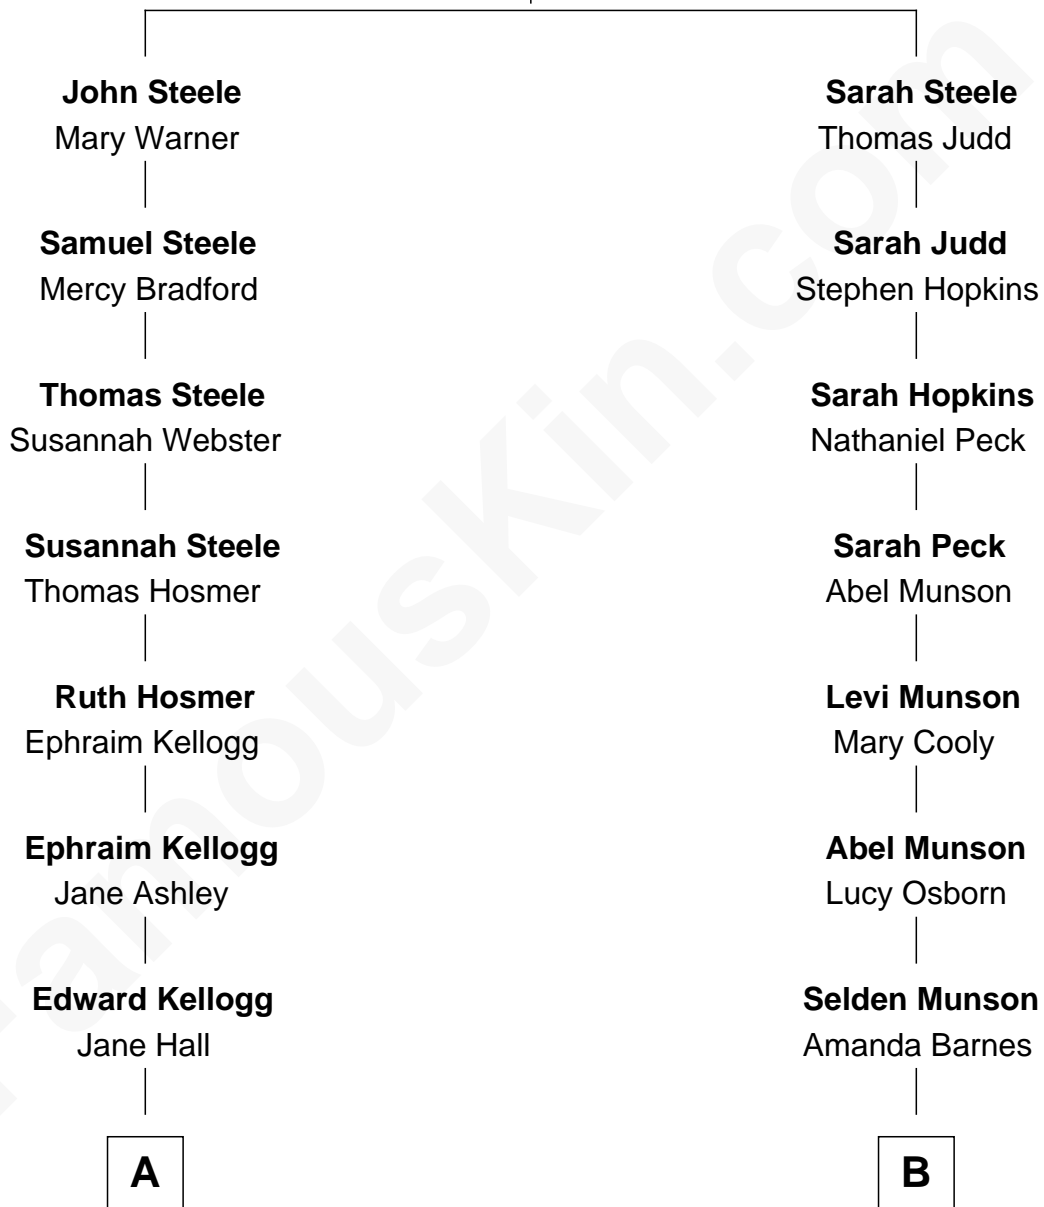 John Steele
Mary Warner
Samuel Steele
Mercy Bradford
Thomas Steele
Susannah Webster
Susannah Steele
Thomas Hosmer
Ruth Hosmer
Ephraim Kellogg
Ephraim Kellogg
Jane Ashley
Edward Kellogg
Jane Hall
A
Sarah Steele
Thomas Judd
Sarah Judd
Stephen Hopkins
Sarah Hopkins
Nathaniel Peck
Sarah Peck
Abel Munson
Levi Munson
Mary Cooly
Abel Munson
Lucy Osborn
Selden Munson
Amanda Barnes
B
FamousKin.com